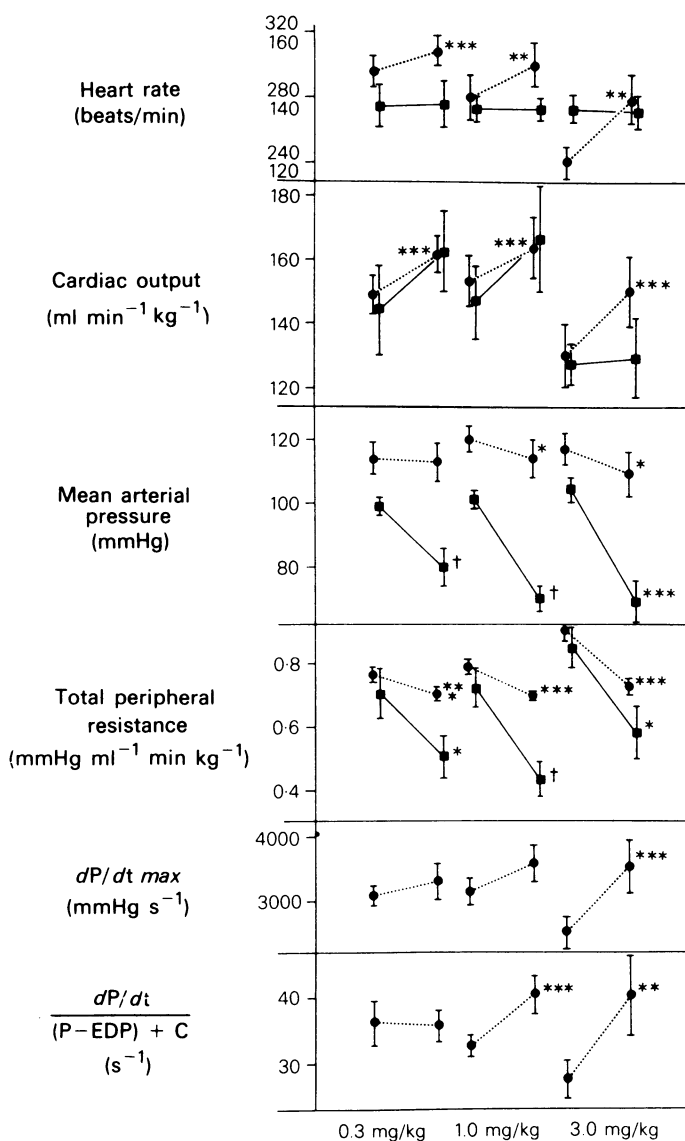 320
160
***
**
Heart rate
280
**
140
(beats/min)
240
120
180
***
***
160
Cardiac output
***
(ml min⁻¹ kg⁻¹)
140
120
120
*
*
Mean arterial
100
pressure
(mmHg)
80
†
†
***
0·8
Total peripheral
**
*
***
***
resistance
0·6
(mmHg ml⁻¹ min kg⁻¹)
*
†
*
0·4
4000
dP/dt max
***
(mmHg s⁻¹)
3000
dP/dt
40
***
**
(P−EDP) + C
(s⁻¹)
30
0.3 mg/kg 1.0 mg/kg 3.0 mg/kg